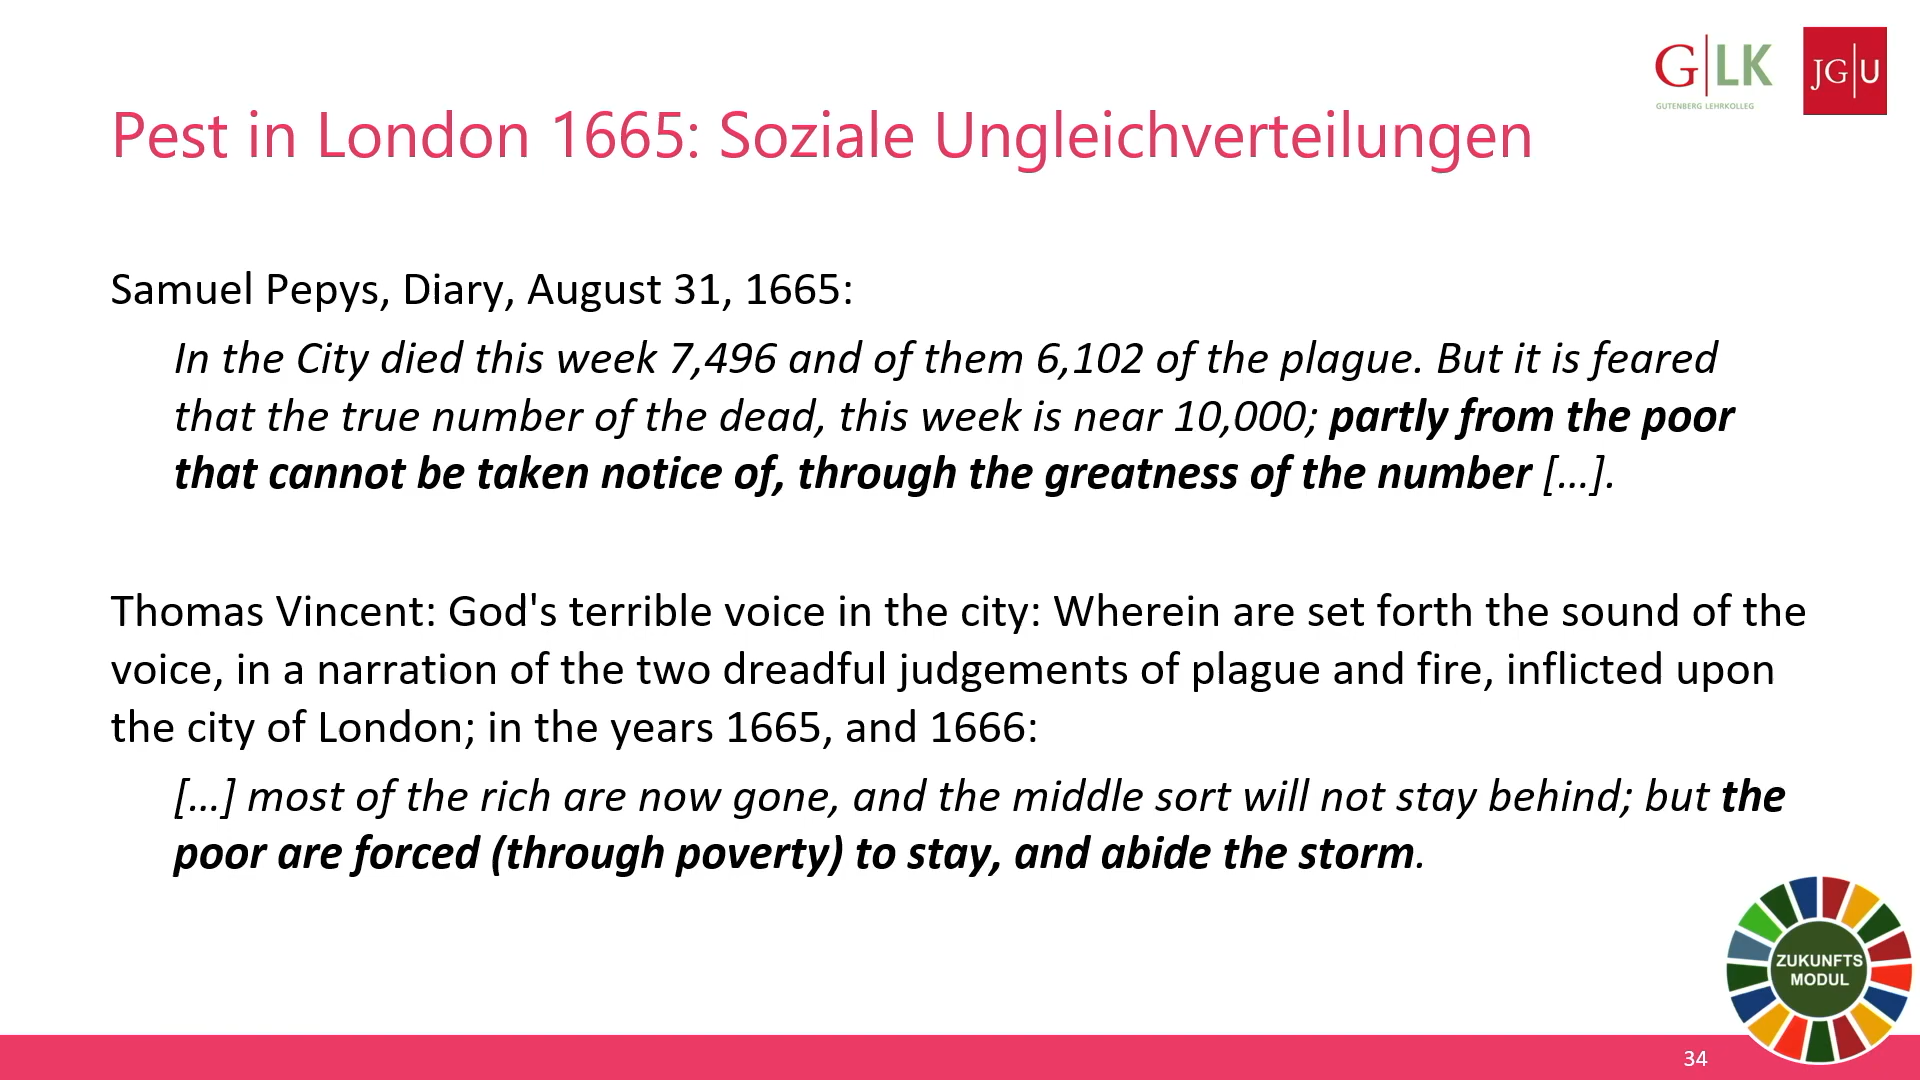 G|LK
GUTENBERG LEHRKOLLEG
JG|U
Pest in London 1665: Soziale Ungleichverteilungen
Samuel Pepys, Diary, August 31, 1665:
In the City died this week 7,496 and of them 6,102 of the plague. But it is feared
that the true number of the dead, this week is near 10,000; partly from the poor
that cannot be taken notice of, through the greatness of the number […].
Thomas Vincent: God's terrible voice in the city: Wherein are set forth the sound of the
voice, in a narration of the two dreadful judgements of plague and fire, inflicted upon
the city of London; in the years 1665, and 1666:
[…] most of the rich are now gone, and the middle sort will not stay behind; but the
poor are forced (through poverty) to stay, and abide the storm.
ZUKUNFTS
MODUL
34